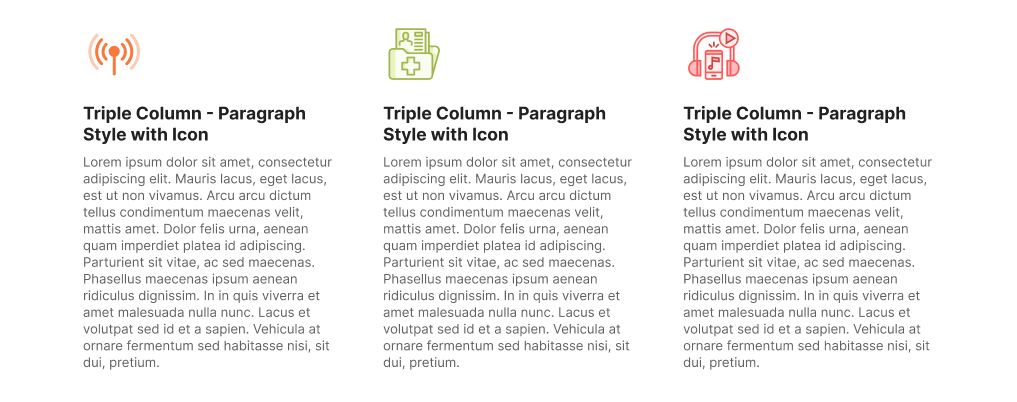 Triple Column - Paragraph
Style with Icon
Lorem ipsum dolor sit amet, consectetur
adipiscing elit. Mauris lacus, eget lacus,
est ut non vivamus. Arcu arcu dictum
tellus condimentum maecenas velit,
mattis amet. Dolor felis urna, aenean
quam imperdiet platea id adipiscing.
Parturient sit vitae, ac sed maecenas.
Phasellus maecenas ipsum aenean
ridiculus dignissim. In in quis viverra et
amet malesuada nulla nunc. Lacus et
volutpat sed id et a sapien. Vehicula at
ornare fermentum sed habitasse nisi, sit
dui, pretium.
Triple Column - Paragraph
Style with Icon
Lorem ipsum dolor sit amet, consectetur
adipiscing elit. Mauris lacus, eget lacus,
est ut non vivamus. Arcu arcu dictum
tellus condimentum maecenas velit,
mattis amet. Dolor felis urna, aenean
quam imperdiet platea id adipiscing.
Parturient sit vitae, ac sed maecenas.
Phasellus maecenas ipsum aenean
ridiculus dignissim. In in quis viverra et
amet malesuada nulla nunc. Lacus et
volutpat sed id et a sapien. Vehicula at
ornare fermentum sed habitasse nisi, sit
dui, pretium.
Triple Column - Paragraph
Style with Icon
Lorem ipsum dolor sit amet, consectetur
adipiscing elit. Mauris lacus, eget lacus,
est ut non vivamus. Arcu arcu dictum
tellus condimentum maecenas velit,
mattis amet. Dolor felis urna, aenean
quam imperdiet platea id adipiscing.
Parturient sit vitae, ac sed maecenas.
Phasellus maecenas ipsum aenean
ridiculus dignissim. In in quis viverra et
amet malesuada nulla nunc. Lacus et
volutpat sed id et a sapien. Vehicula at
ornare fermentum sed habitasse nisi, sit
dui, pretium.